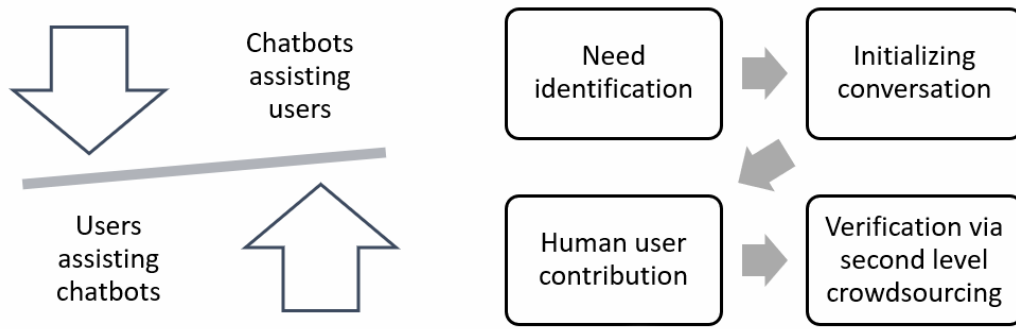 Chatbots
assisting
users
Users
assisting
chatbots
Need
identification
Initializing
conversation
Human user
contribution
Verification via
second level
crowdsourcing